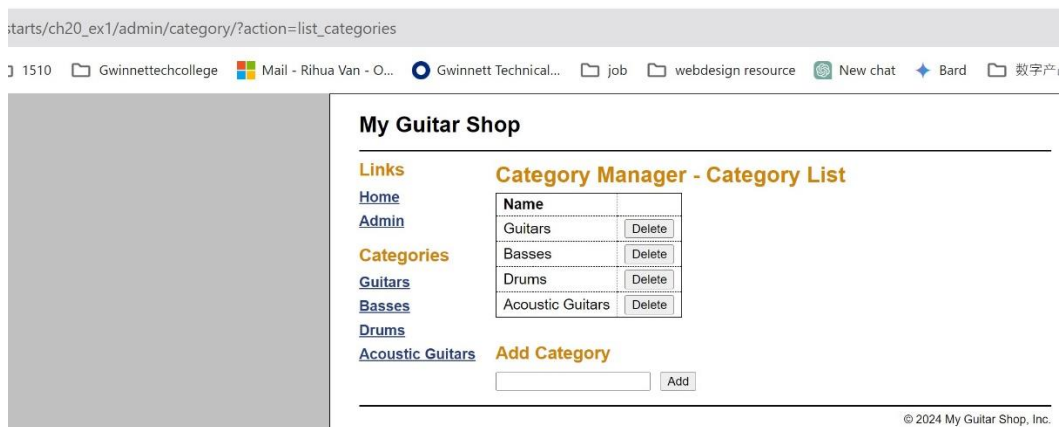 starts/ch20_ex1/admin/category/?action=list_categories
1510 Gwinnettechcollege Mail - Rihua Van - O... Gwinnett Technical... job webdesign resource New chat Bard 数字产
My Guitar Shop
Links
Home
Admin
Categories
Guitars
Basses
Drums
Acoustic Guitars
Category Manager - Category List
Name
Guitars Delete
Basses Delete
Drums Delete
Acoustic Guitars Delete
Add Category
Add
© 2024 My Guitar Shop, Inc.